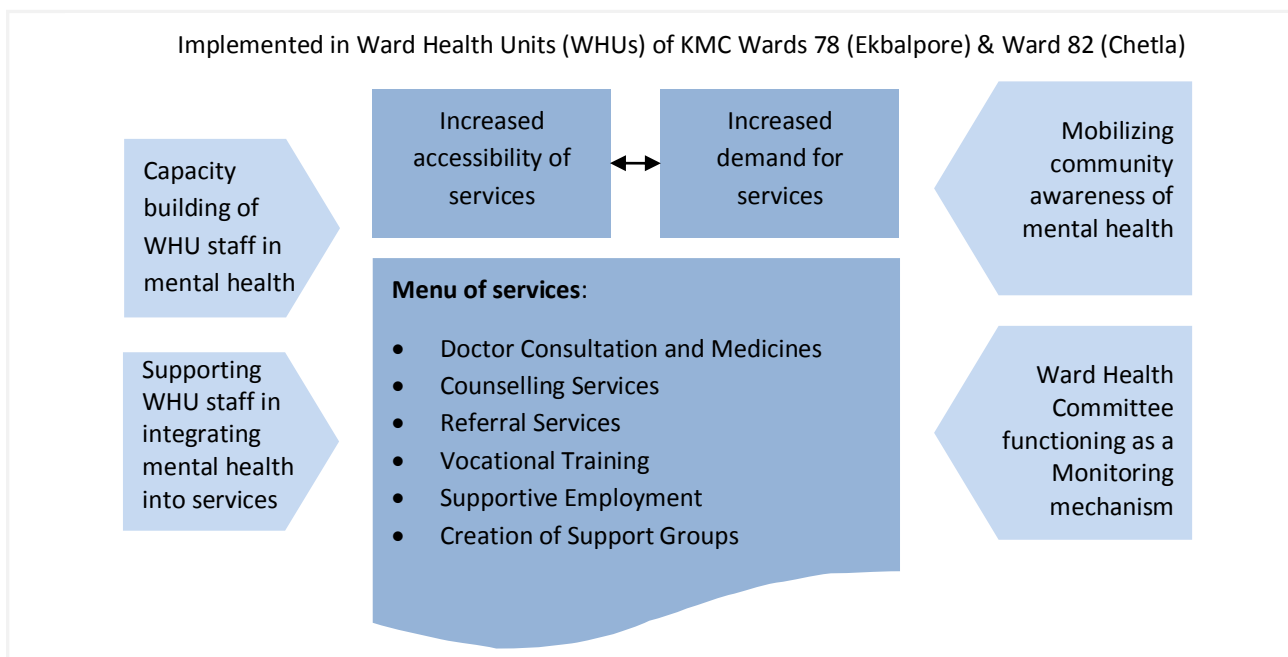 Implemented in Ward Health Units (WHUs) of KMC Wards 78 (Ekbalpore) & Ward 82 (Chetla)
Capacity
building of
WHU staff in
mental health
Supporting
WHU staff in
integrating
mental health
into services
Increased
accessibility of
services
Increased
demand for
services
Menu of services:
• Doctor Consultation and Medicines
• Counselling Services
• Referral Services
• Vocational Training
• Supportive Employment
• Creation of Support Groups
Mobilizing
community
awareness of
mental health
Ward Health
Committee
functioning as a
Monitoring
mechanism